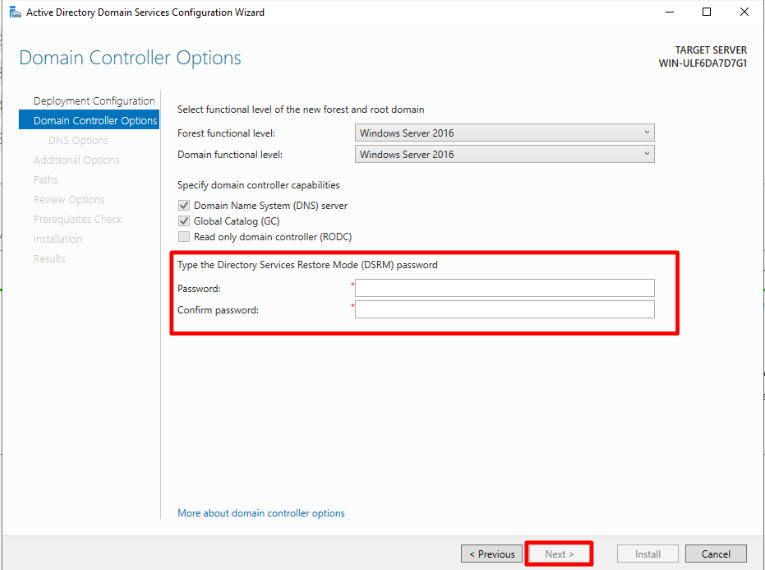 Active Directory Domain Services Configuration Wizard
Domain Controller Options
TARGET SERVER
WIN-ULF6DA7D7G1
Deployment Configuration
Domain Controller Options
DNS Options
Additional Options
Paths
Review Options
Prerequisites Check
Installation
Results
Select functional level of the new forest and root domain
Forest functional level: Windows Server 2016
Domain functional level: Windows Server 2016
Specify domain controller capabilities
Domain Name System (DNS) server
Global Catalog (GC)
Read only domain controller (RODC)
Type the Directory Services Restore Mode (DSRM) password
Password: *
Confirm password: *
More about domain controller options
< Previous Next > Install Cancel